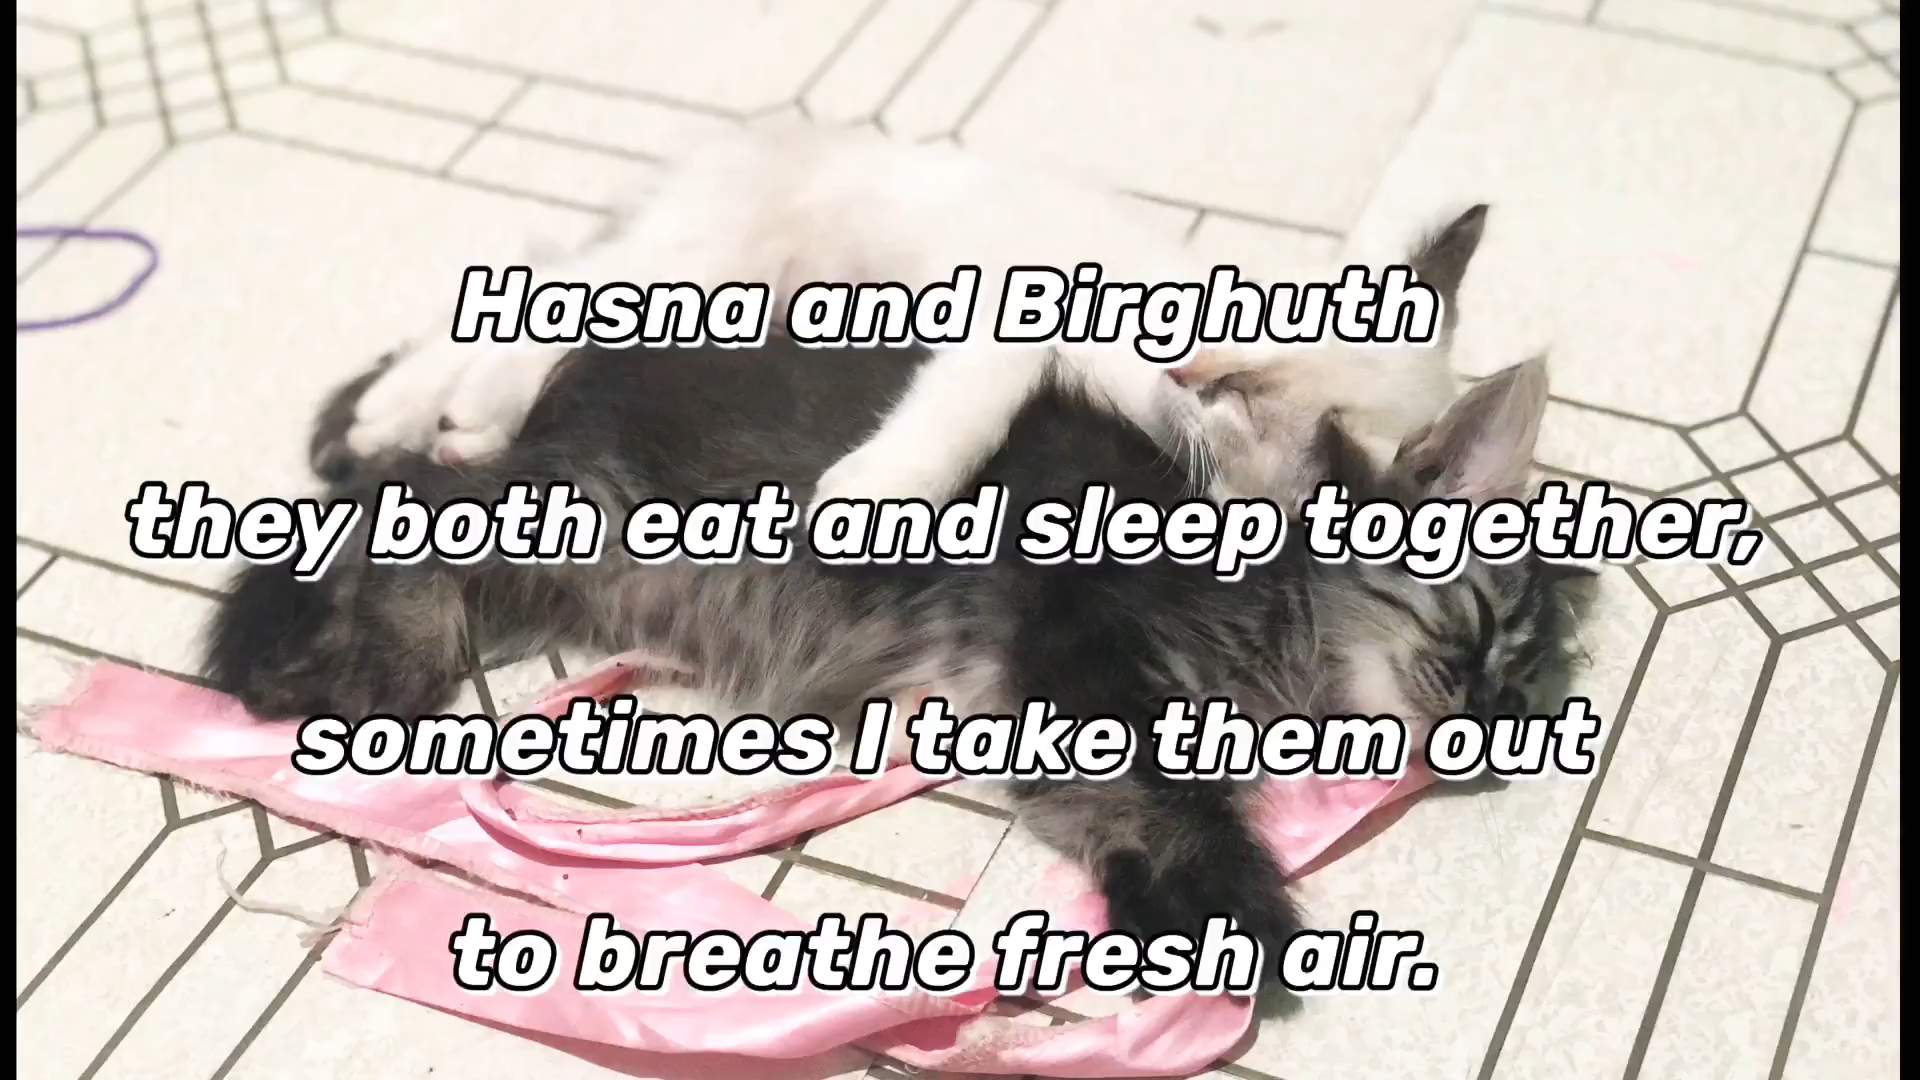 Hasna and Birghuth
they both eat and sleep together,
sometimes I take them out
to breathe fresh air.